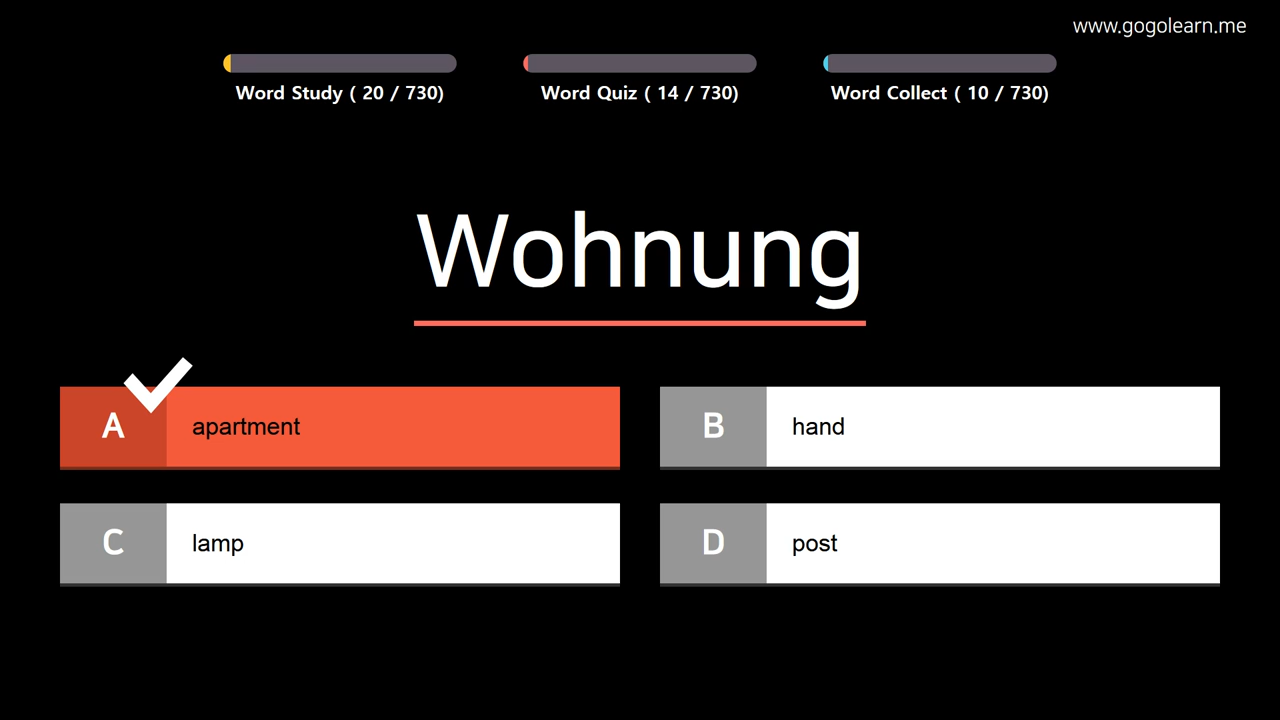 www.gogolearn.me
Word Study ( 20 / 730)
Word Quiz ( 14 / 730)
Word Collect ( 10 / 730)
Wohnung
A apartment
B hand
C lamp
D post